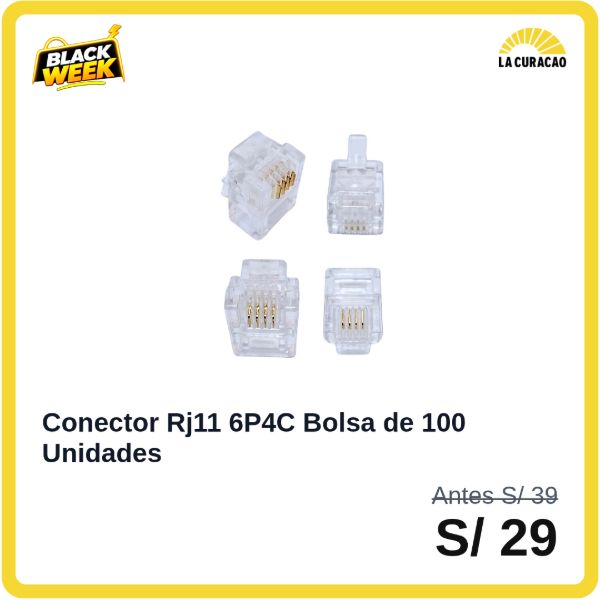 BLACK
WEEK
LA CURACAO
Conector Rj11 6P4C Bolsa de 100
Unidades
Antes S/ 39
S/ 29